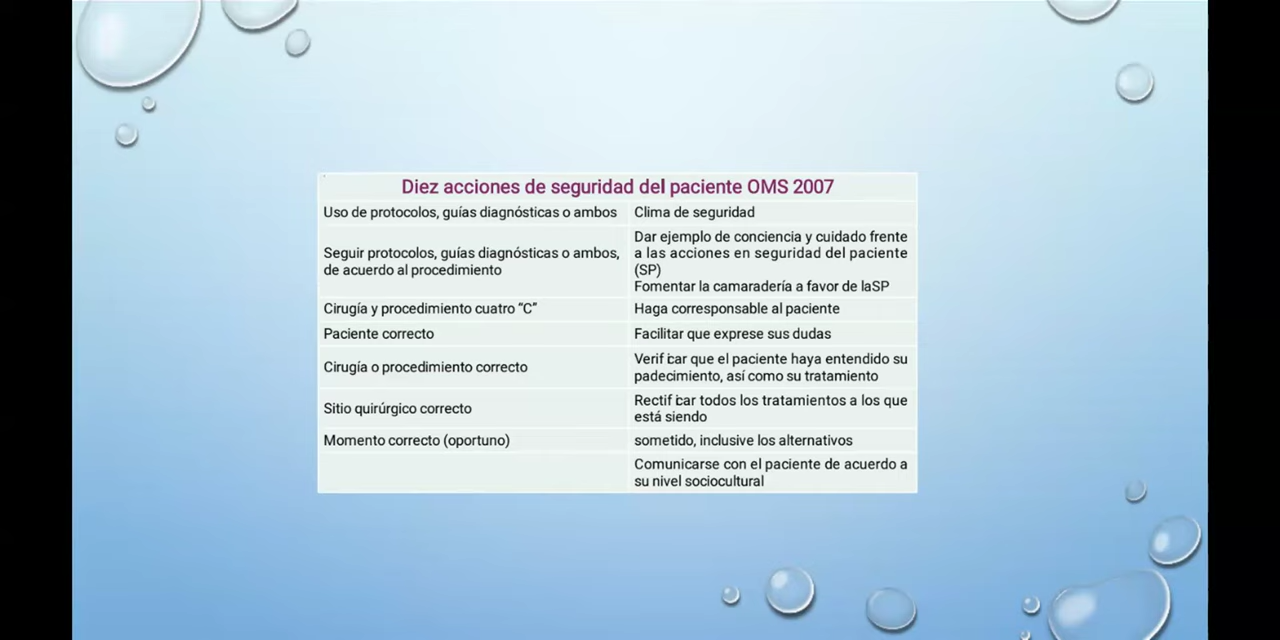 Diez acciones de seguridad del paciente OMS 2007
Uso de protocolos, guías diagnósticas o ambos
Clima de seguridad
Seguir protocolos, guías diagnósticas o ambos,
de acuerdo al procedimiento
Dar ejemplo de conciencia y cuidado frente
a las acciones en seguridad del paciente
(SP)
Fomentar la camaradería a favor de laSP
Cirugía y procedimiento cuatro “C”
Haga corresponsable al paciente
Paciente correcto
Facilitar que exprese sus dudas
Cirugía o procedimiento correcto
Verificar que el paciente haya entendido su
padecimiento, así como su tratamiento
Sitio quirúrgico correcto
Rectificar todos los tratamientos a los que
está siendo
Momento correcto (oportuno)
sometido, inclusive los alternativos
Comunicarse con el paciente de acuerdo a
su nivel sociocultural